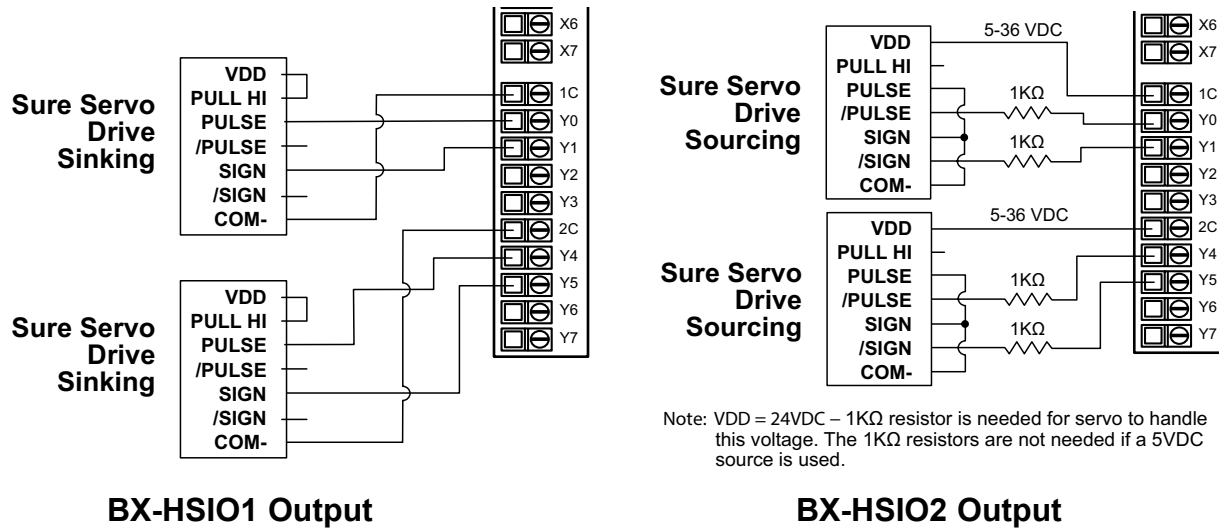 X6
X7
1C
Y0
Y1
Y2
Y3
2C
Y4
Y5
Y6
Y7
Sure Servo
Drive
Sinking
VDD
PULL HI
PULSE
/PULSE
SIGN
/SIGN
COM-
Sure Servo
Drive
Sinking
VDD
PULL HI
PULSE
/PULSE
SIGN
/SIGN
COM-
BX-HSIO1 Output
Sure Servo
Drive
Sourcing
VDD
PULL HI
PULSE
/PULSE
SIGN
/SIGN
COM-
5-36 VDC
1KΩ
1KΩ
Sure Servo
Drive
Sourcing
VDD
PULL HI
PULSE
/PULSE
SIGN
/SIGN
COM-
5-36 VDC
1KΩ
1KΩ
X6
X7
1C
Y0
Y1
Y2
Y3
2C
Y4
Y5
Y6
Y7
Note: VDD = 24VDC – 1KΩ resistor is needed for servo to handle
this voltage. The 1KΩ resistors are not needed if a 5VDC
source is used.
BX-HSIO2 Output